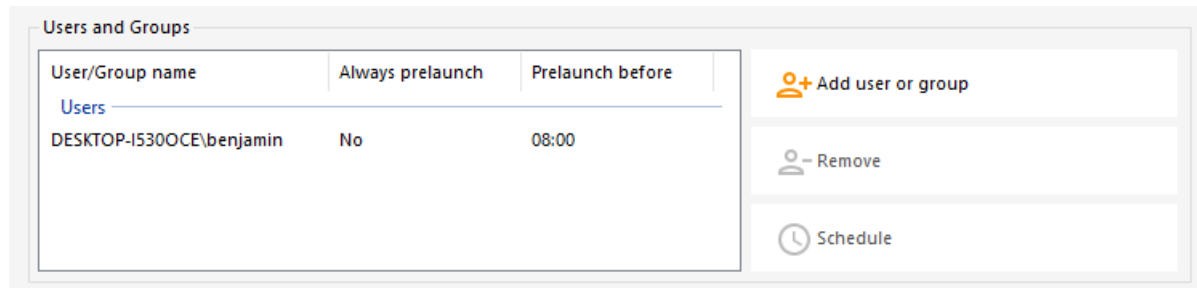 Users and Groups
User/Group name Always prelaunch Prelaunch before
Users
DESKTOP-I530OCE\benjamin No 08:00
Add user or group
Remove
Schedule